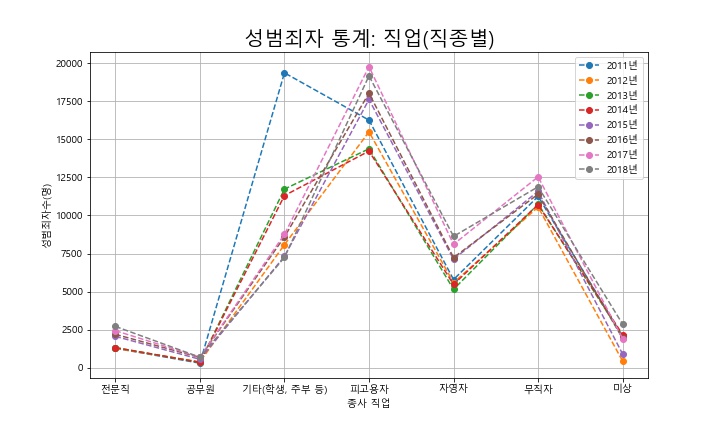 성범죄자 통계: 직업(직종별)
20000
17500
15000
12500
10000
7500
5000
2500
0
성범죄자수(명)
2011년
2012년
2013년
2014년
2015년
2016년
2017년
2018년
전문직 공무원 기타(학생, 주부 등) 피고용자 자영자 무직자 미상
종사 직업